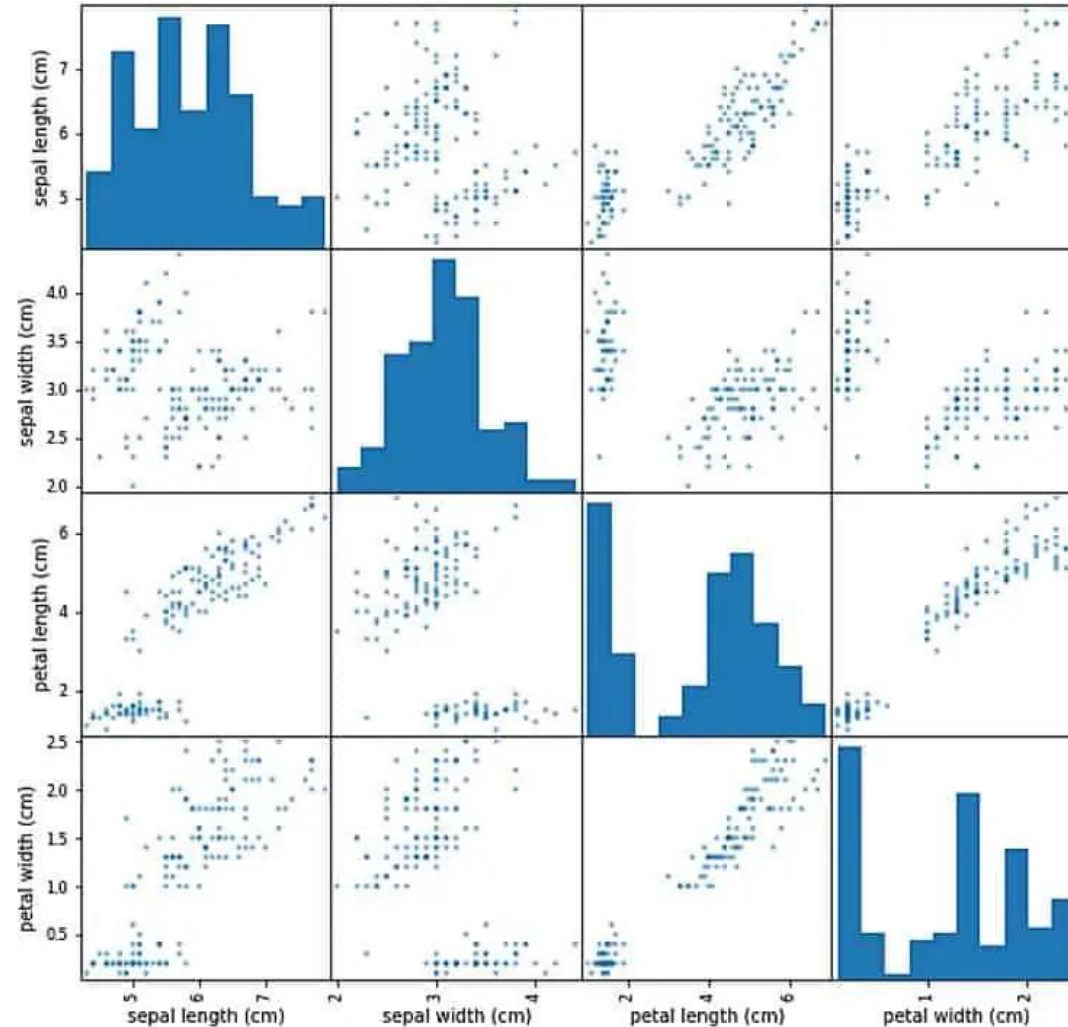 sepal length (cm)
7
6
5
sepal width (cm)
4.0
3.5
3.0
2.5
2.0
petal length (cm)
6
4
2
petal width (cm)
2.5
2.0
1.5
1.0
0.5
5 6 7 2 3 4 2 4 6 1 2
sepal length (cm) sepal width (cm) petal length (cm) petal width (cm)